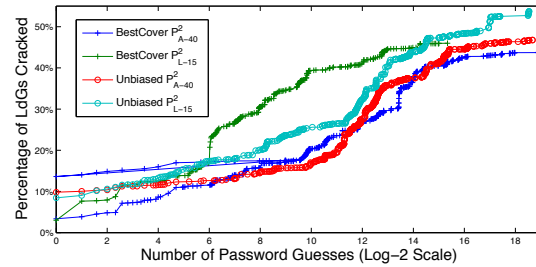 60%
50%
40%
30%
20%
10%
0%
Percentage of LdGs Cracked
BestCover P²A−40
BestCover P²L−15
Unbiased P²A−40
Unbiased P²L−15
0 2 4 6 8 10 12 14 16 18
Number of Password Guesses (Log−2 Scale)